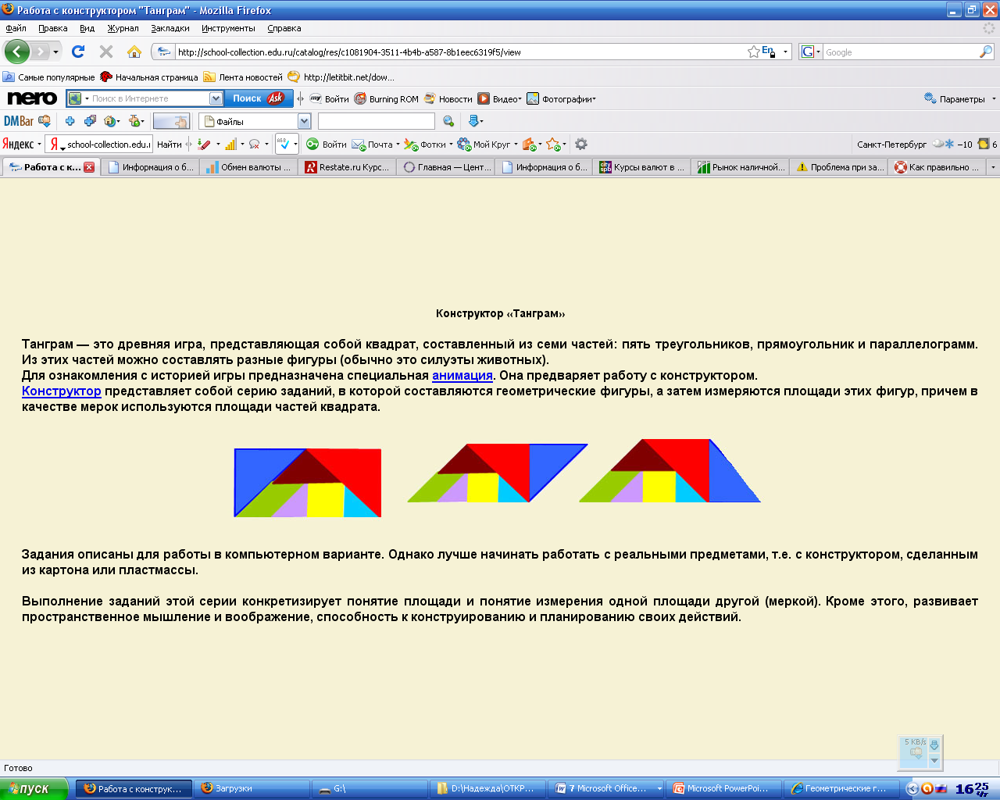 Работа с конструктором "Танграм" - Mozilla Firefox
Файл Правка Вид Журнал Закладки Инструменты Справка
http://school-collection.edu.ru/catalog/res/c1081904-3511-4b4b-a587-8b1eec6319f5/view En Google
Самые популярные Начальная страница Лента новостей http://letitbit.net/dow...
nero Поиск в Интернете Поиск Ask Войти Burning ROM Новости Видео Фотографии Параметры
DMBar Файлы
Яндекс Я school-collection.edu.r Найти АБВ Войти Почта Фотки Мой Круг Санкт-Петербург −10 6
Работа с к... Информация о б... Обмен валюты ... Restate.ru Курс... Главная — Цент... Информация о б... city spb Курсы валют в ... Рынок наличной... Проблема при за... Как правильно ...
Конструктор «Танграм»
Танграм — это древняя игра, представляющая собой квадрат, составленный из семи частей: пять треугольников, прямоугольник и параллелограмм.
Из этих частей можно составлять разные фигуры (обычно это силуэты животных).
Для ознакомления с историей игры предназначена специальная анимация. Она предваряет работу с конструктором.
Конструктор представляет собой серию заданий, в которой составляются геометрические фигуры, а затем измеряются площади этих фигур, причем в
качестве мерок используются площади частей квадрата.
Задания описаны для работы в компьютерном варианте. Однако лучше начинать работать с реальными предметами, т.е. с конструктором, сделанным
из картона или пластмассы.
Выполнение заданий этой серии конкретизирует понятие площади и понятие измерения одной площади другой (меркой). Кроме этого, развивает
пространственное мышление и воображение, способность к конструированию и планированию своих действий.
5 KB/s
Готово
пуск Работа с конструк... Загрузки G:\ D:\Надежда\ОТКР... 7 Microsoft Office... Microsoft PowerPoi... Геометрические г... 16 25 Чт